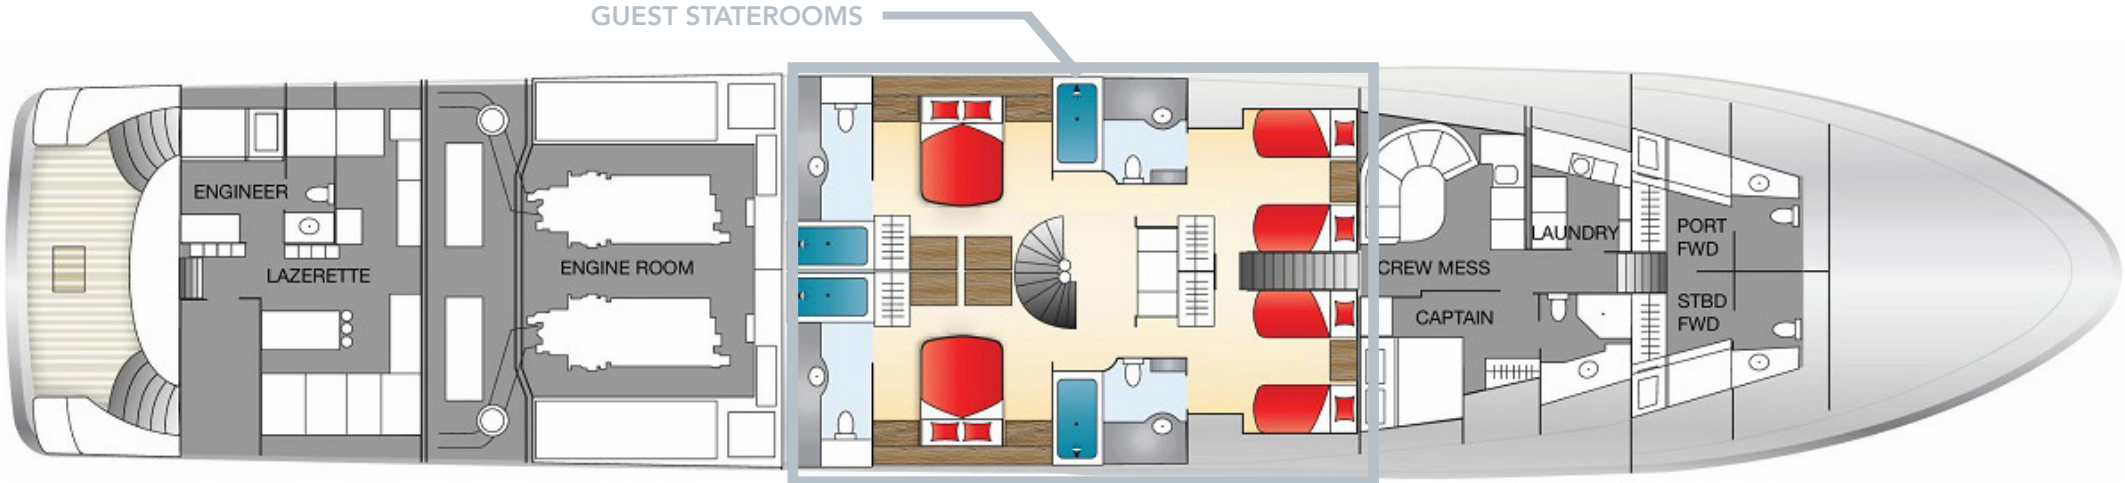 GUEST STATEROOMS
ENGINEER
LAZERETTE
ENGINE ROOM
CREW MESS
CAPTAIN
LAUNDRY
PORT
FWD
STBD
FWD